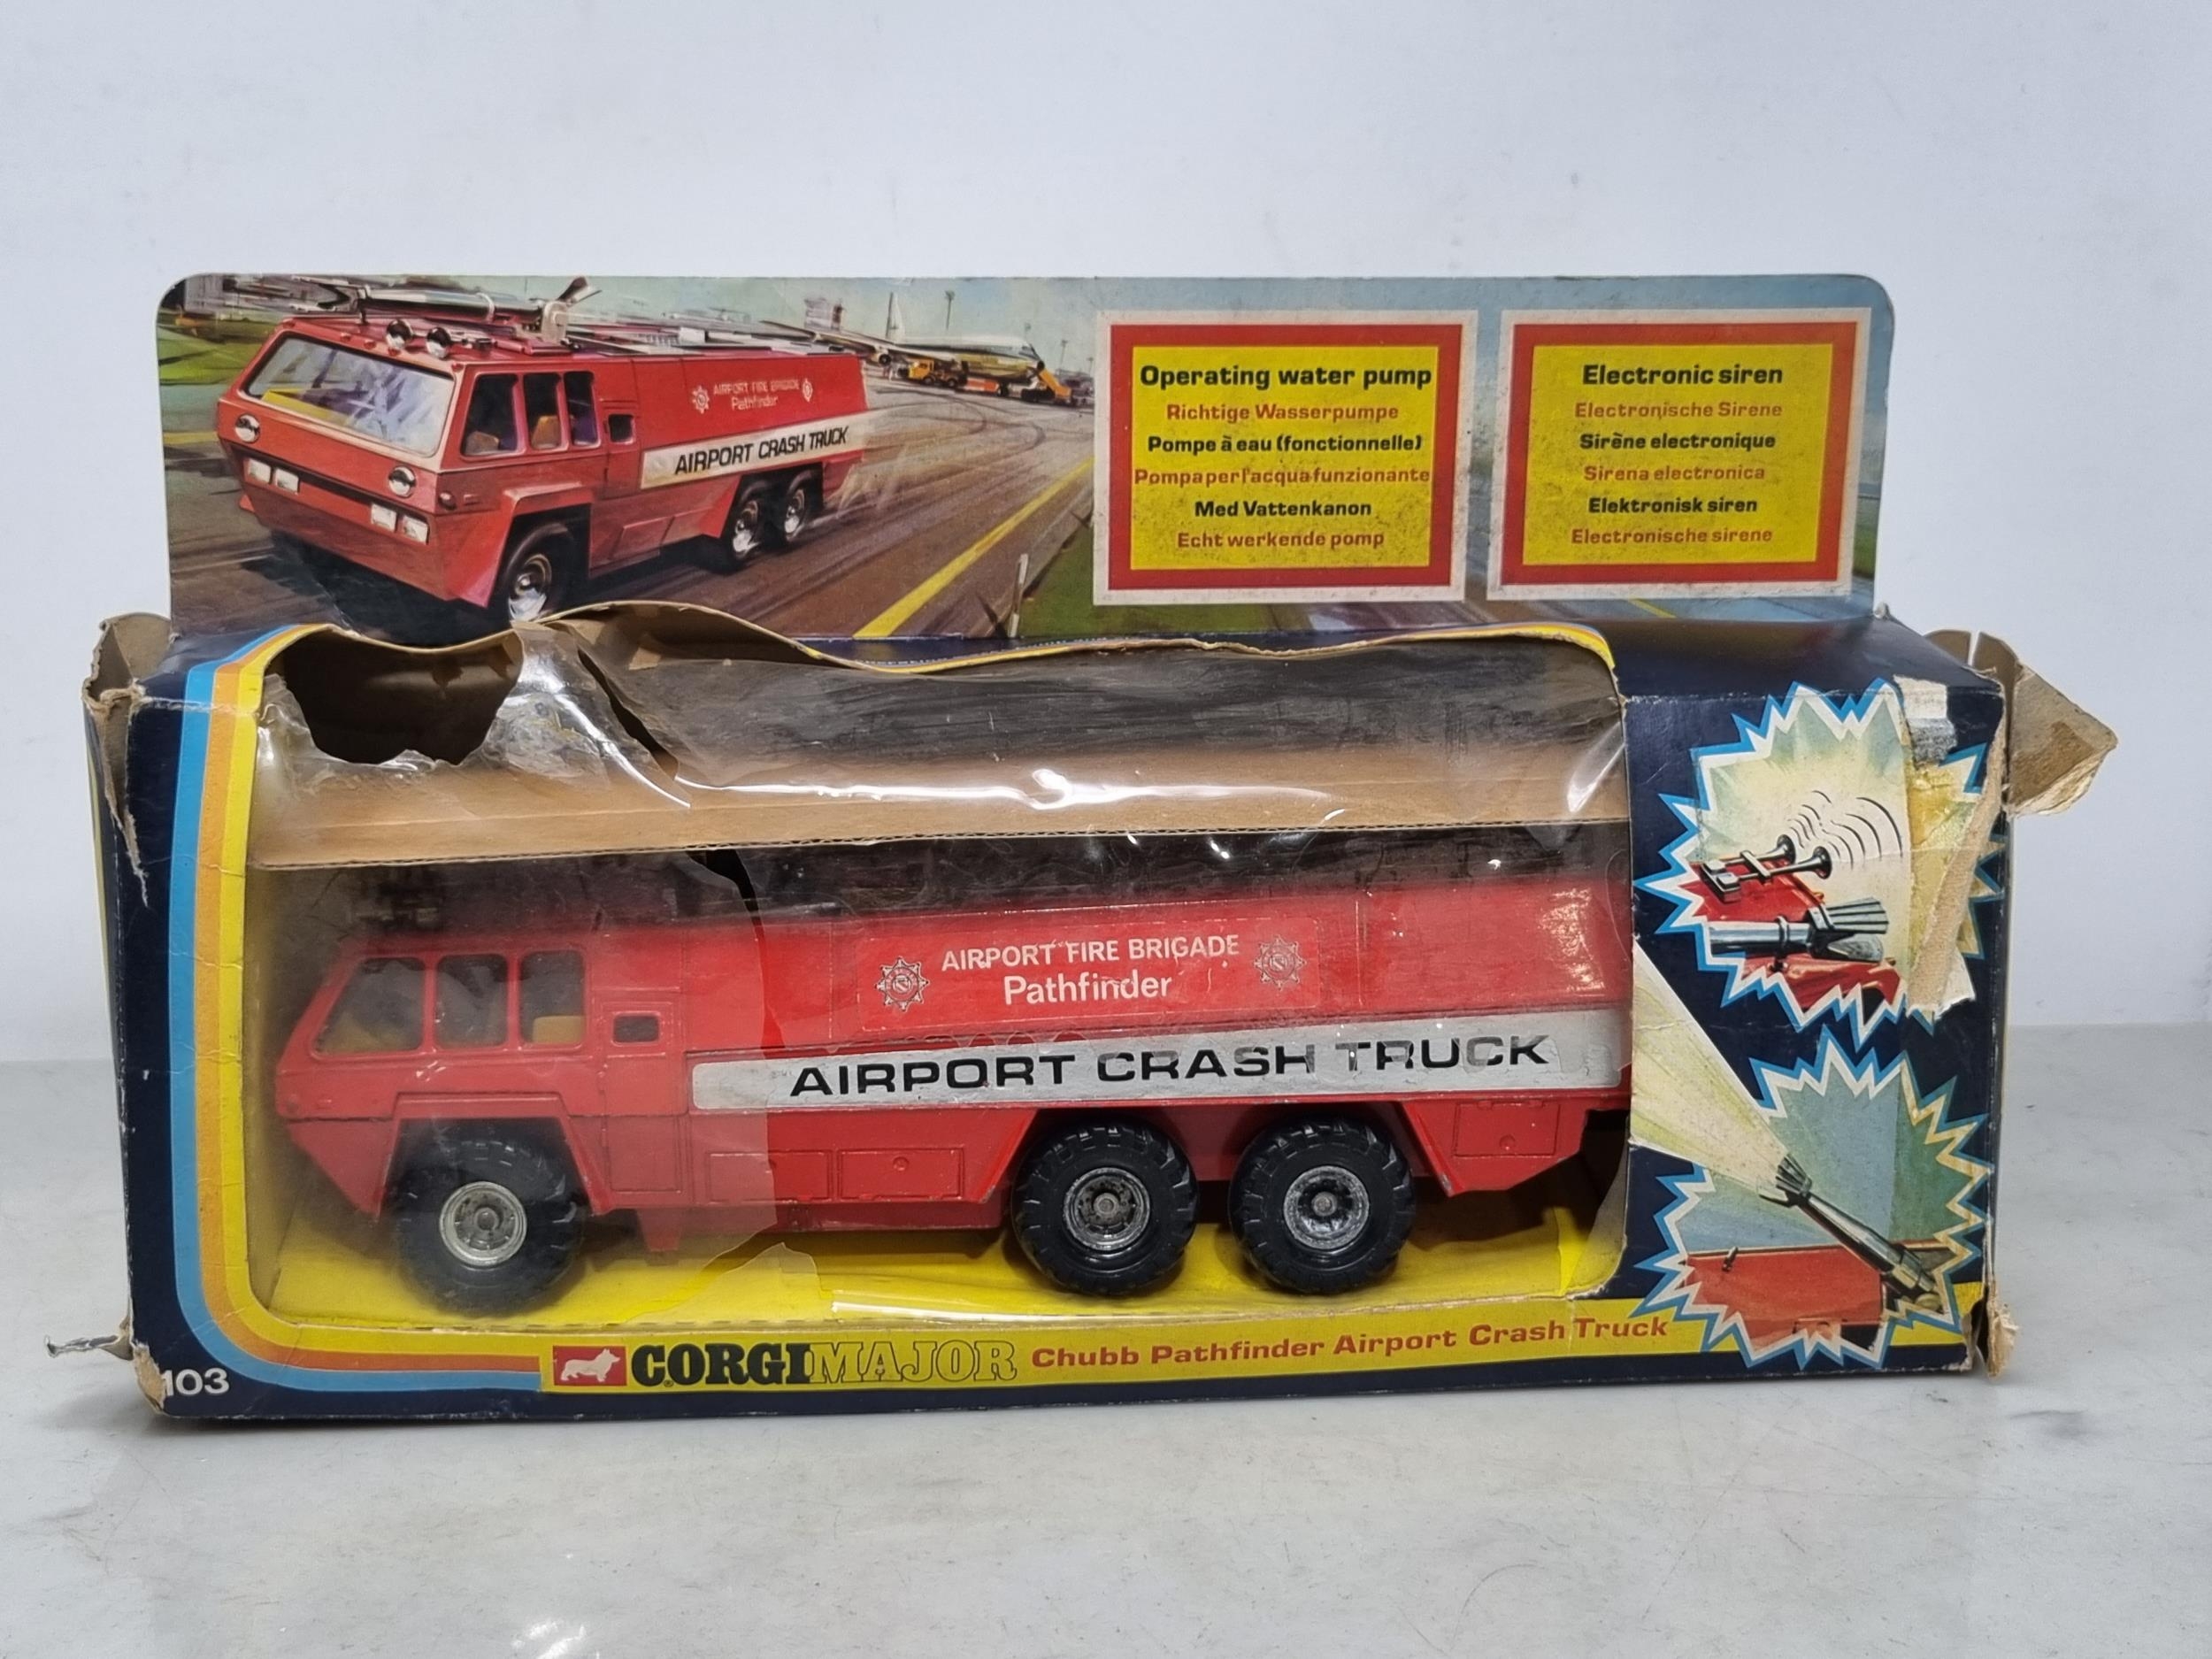 AIRPORT FIRE BRIGADE
Pathfinder
AIRPORT CRASH TRUCK
Operating water pump
Richtige Wasserpumpe
Pompe à eau (fonctionnelle)
Pompa per l'acqua funzionante
Med Vattenkanon
Echt werkende pomp
Electronic siren
Electronische Sirene
Sirène electronique
Sirena electronica
Elektronisk siren
Electronische sirene
AIRPORT FIRE BRIGADE
Pathfinder
AIRPORT CRASH TRUCK
CORGI MAJOR Chubb Pathfinder Airport Crash Truck
103